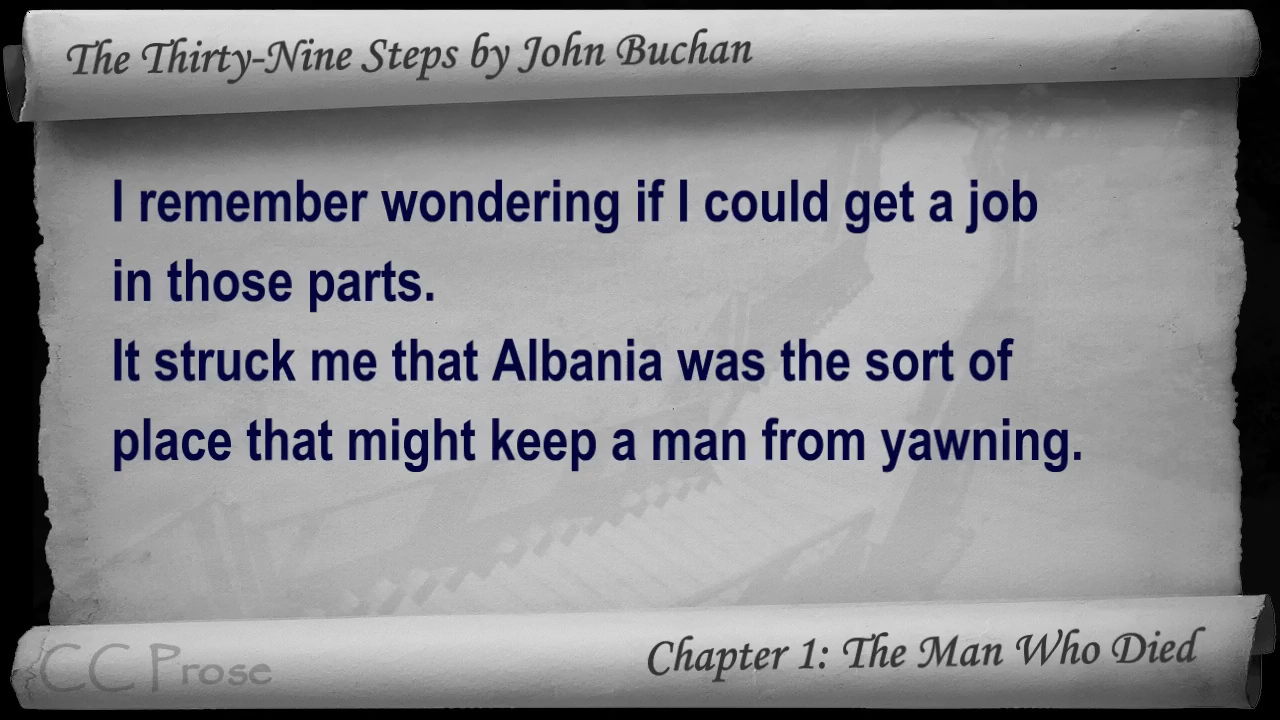 The Thirty-Nine Steps by John Buchan
I remember wondering if I could get a job
in those parts.
It struck me that Albania was the sort of
place that might keep a man from yawning.
CC Prose
Chapter 1: The Man Who Died